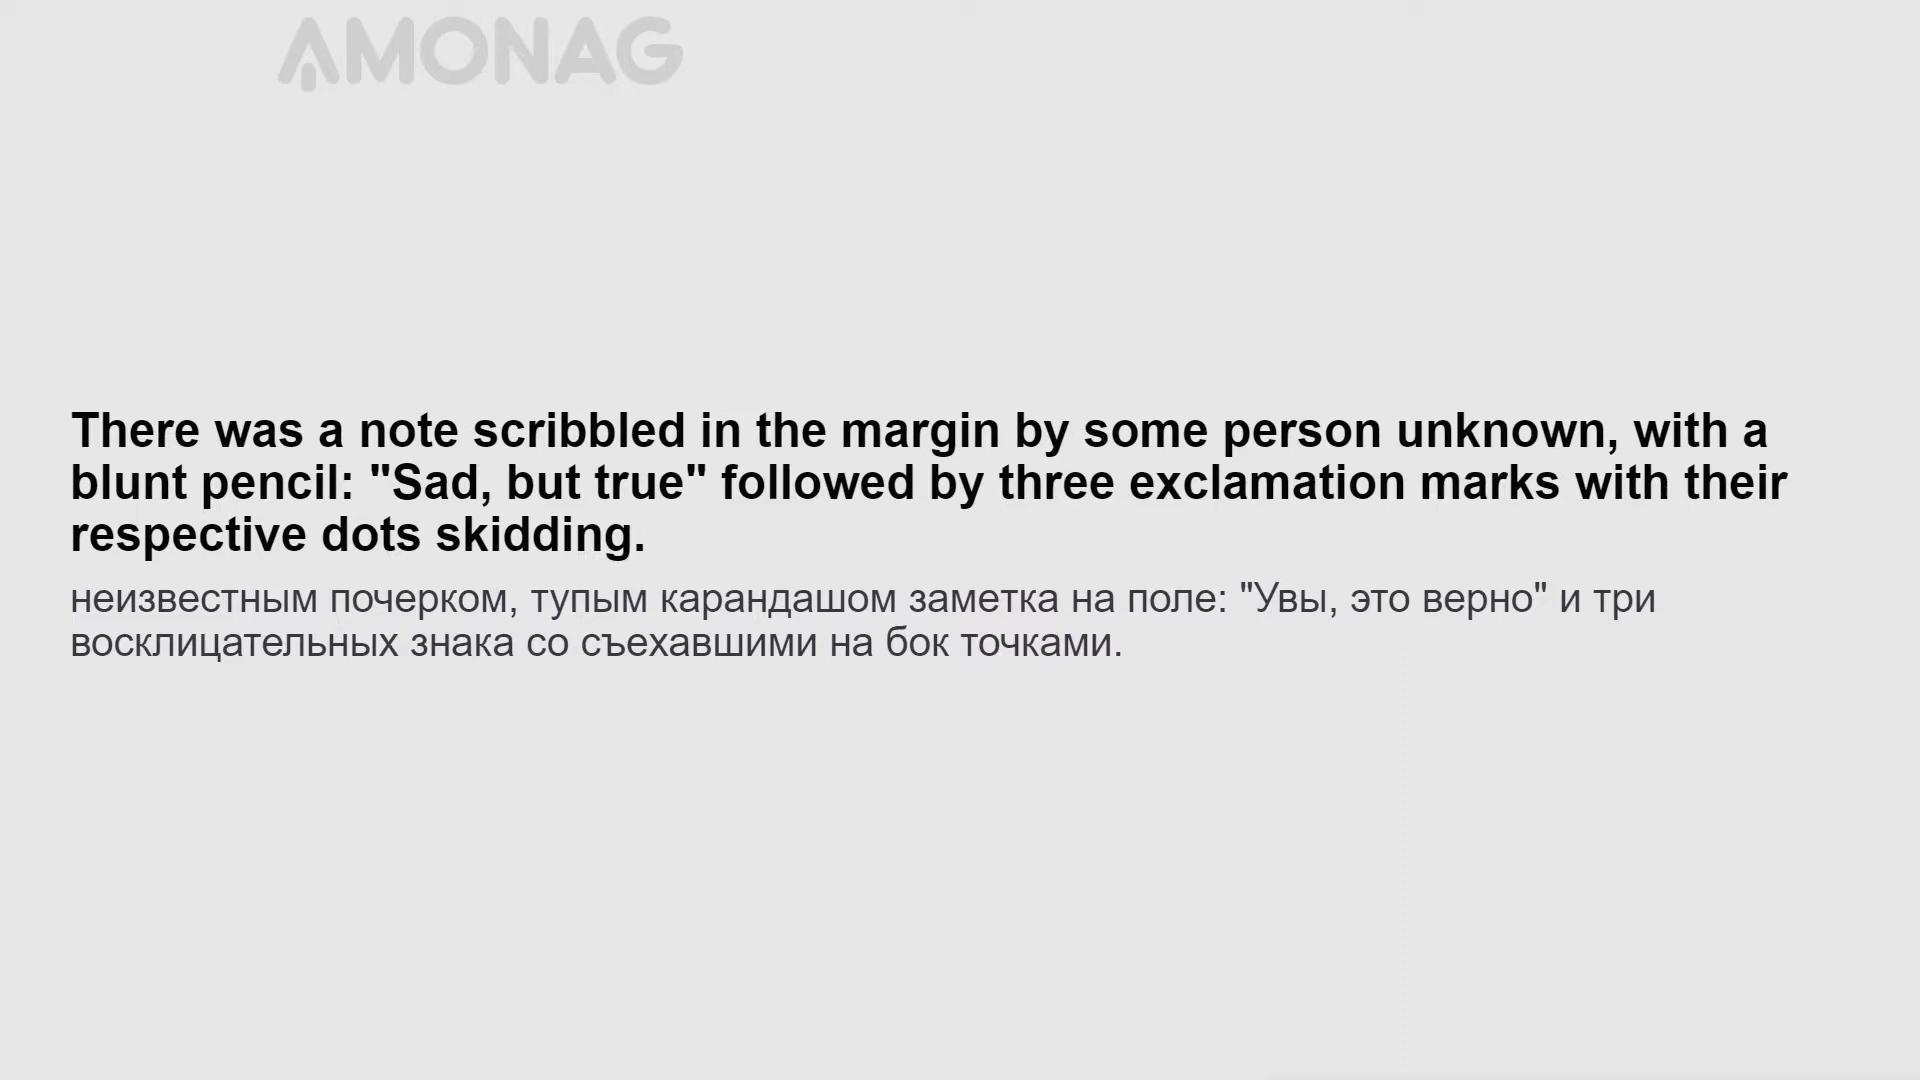 AMONAG
There was a note scribbled in the margin by some person unknown, with a
blunt pencil: "Sad, but true" followed by three exclamation marks with their
respective dots skidding.
неизвестным почерком, тупым карандашом заметка на поле: "Увы, это верно" и три
восклицательных знака со съехавшими на бок точками.